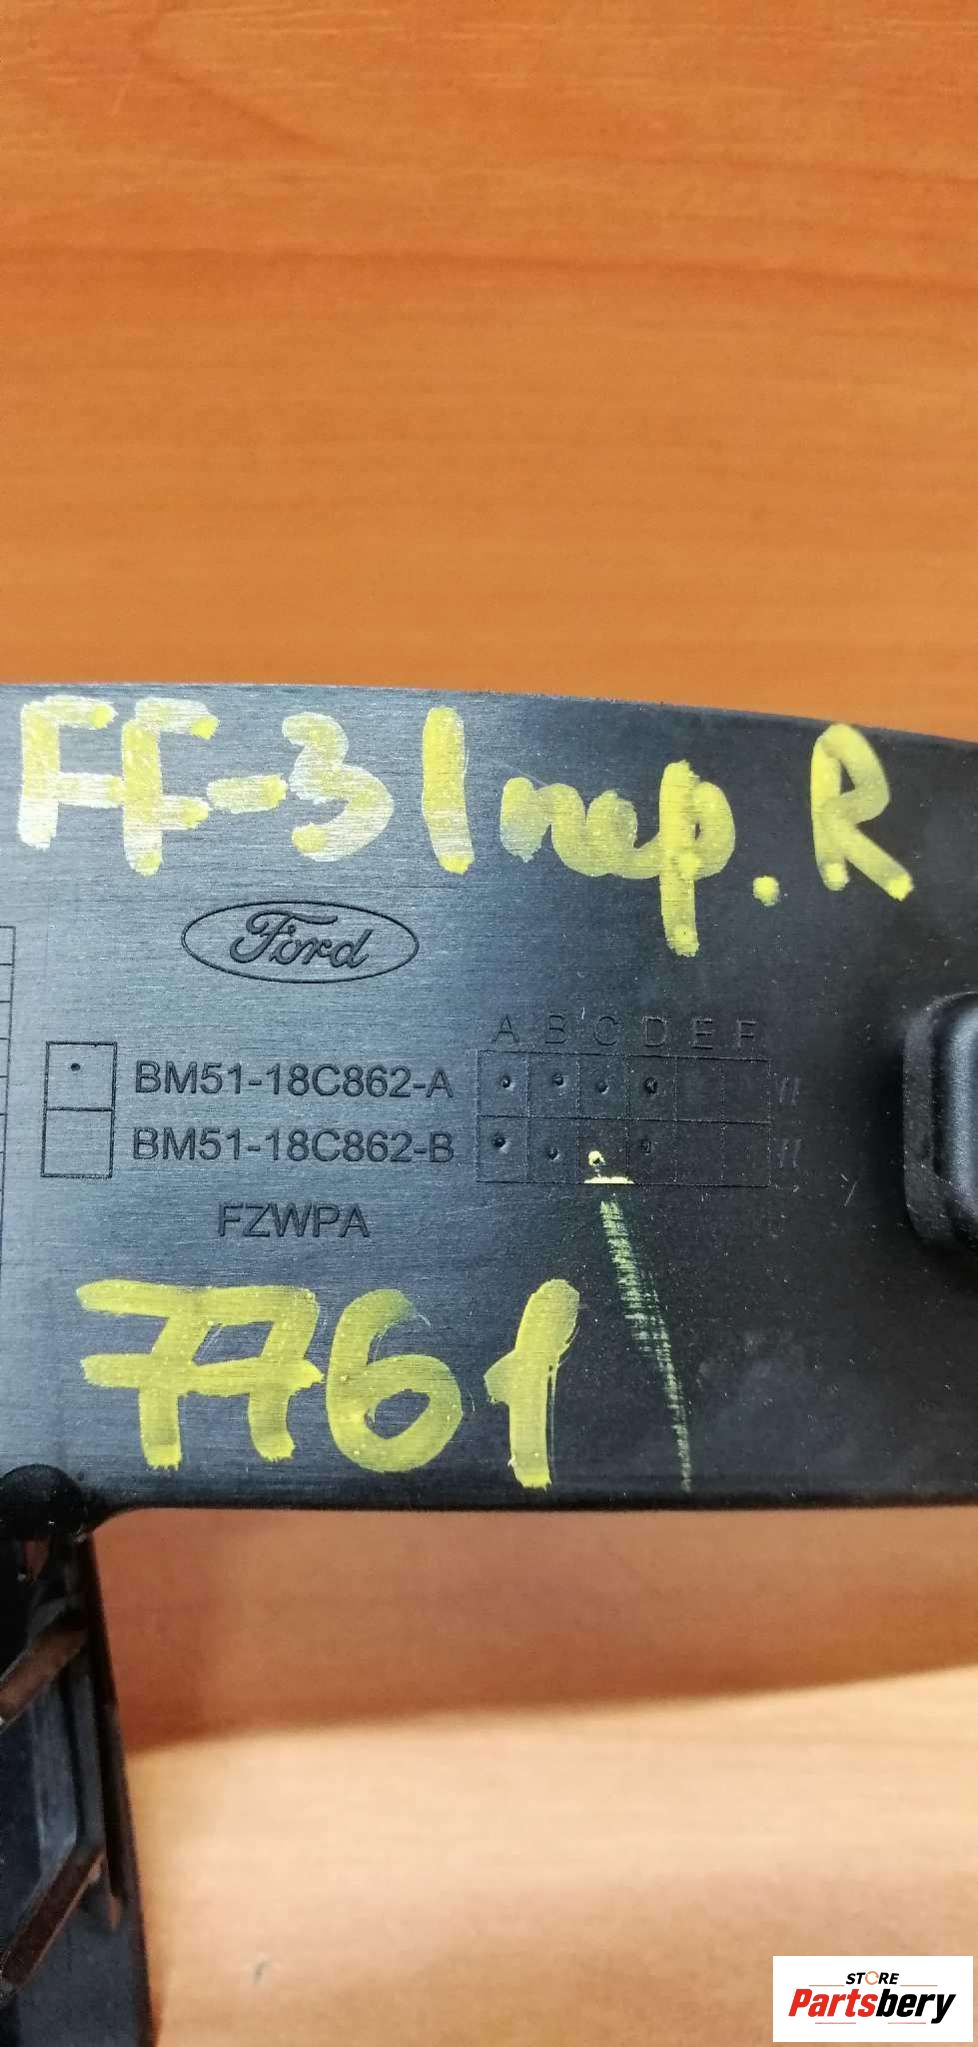 FF-3 I пер. R
Ford
A B C D E F
BM51-18C862-A
BM51-18C862-B
FZWPA
7761
STORE
Partsbery